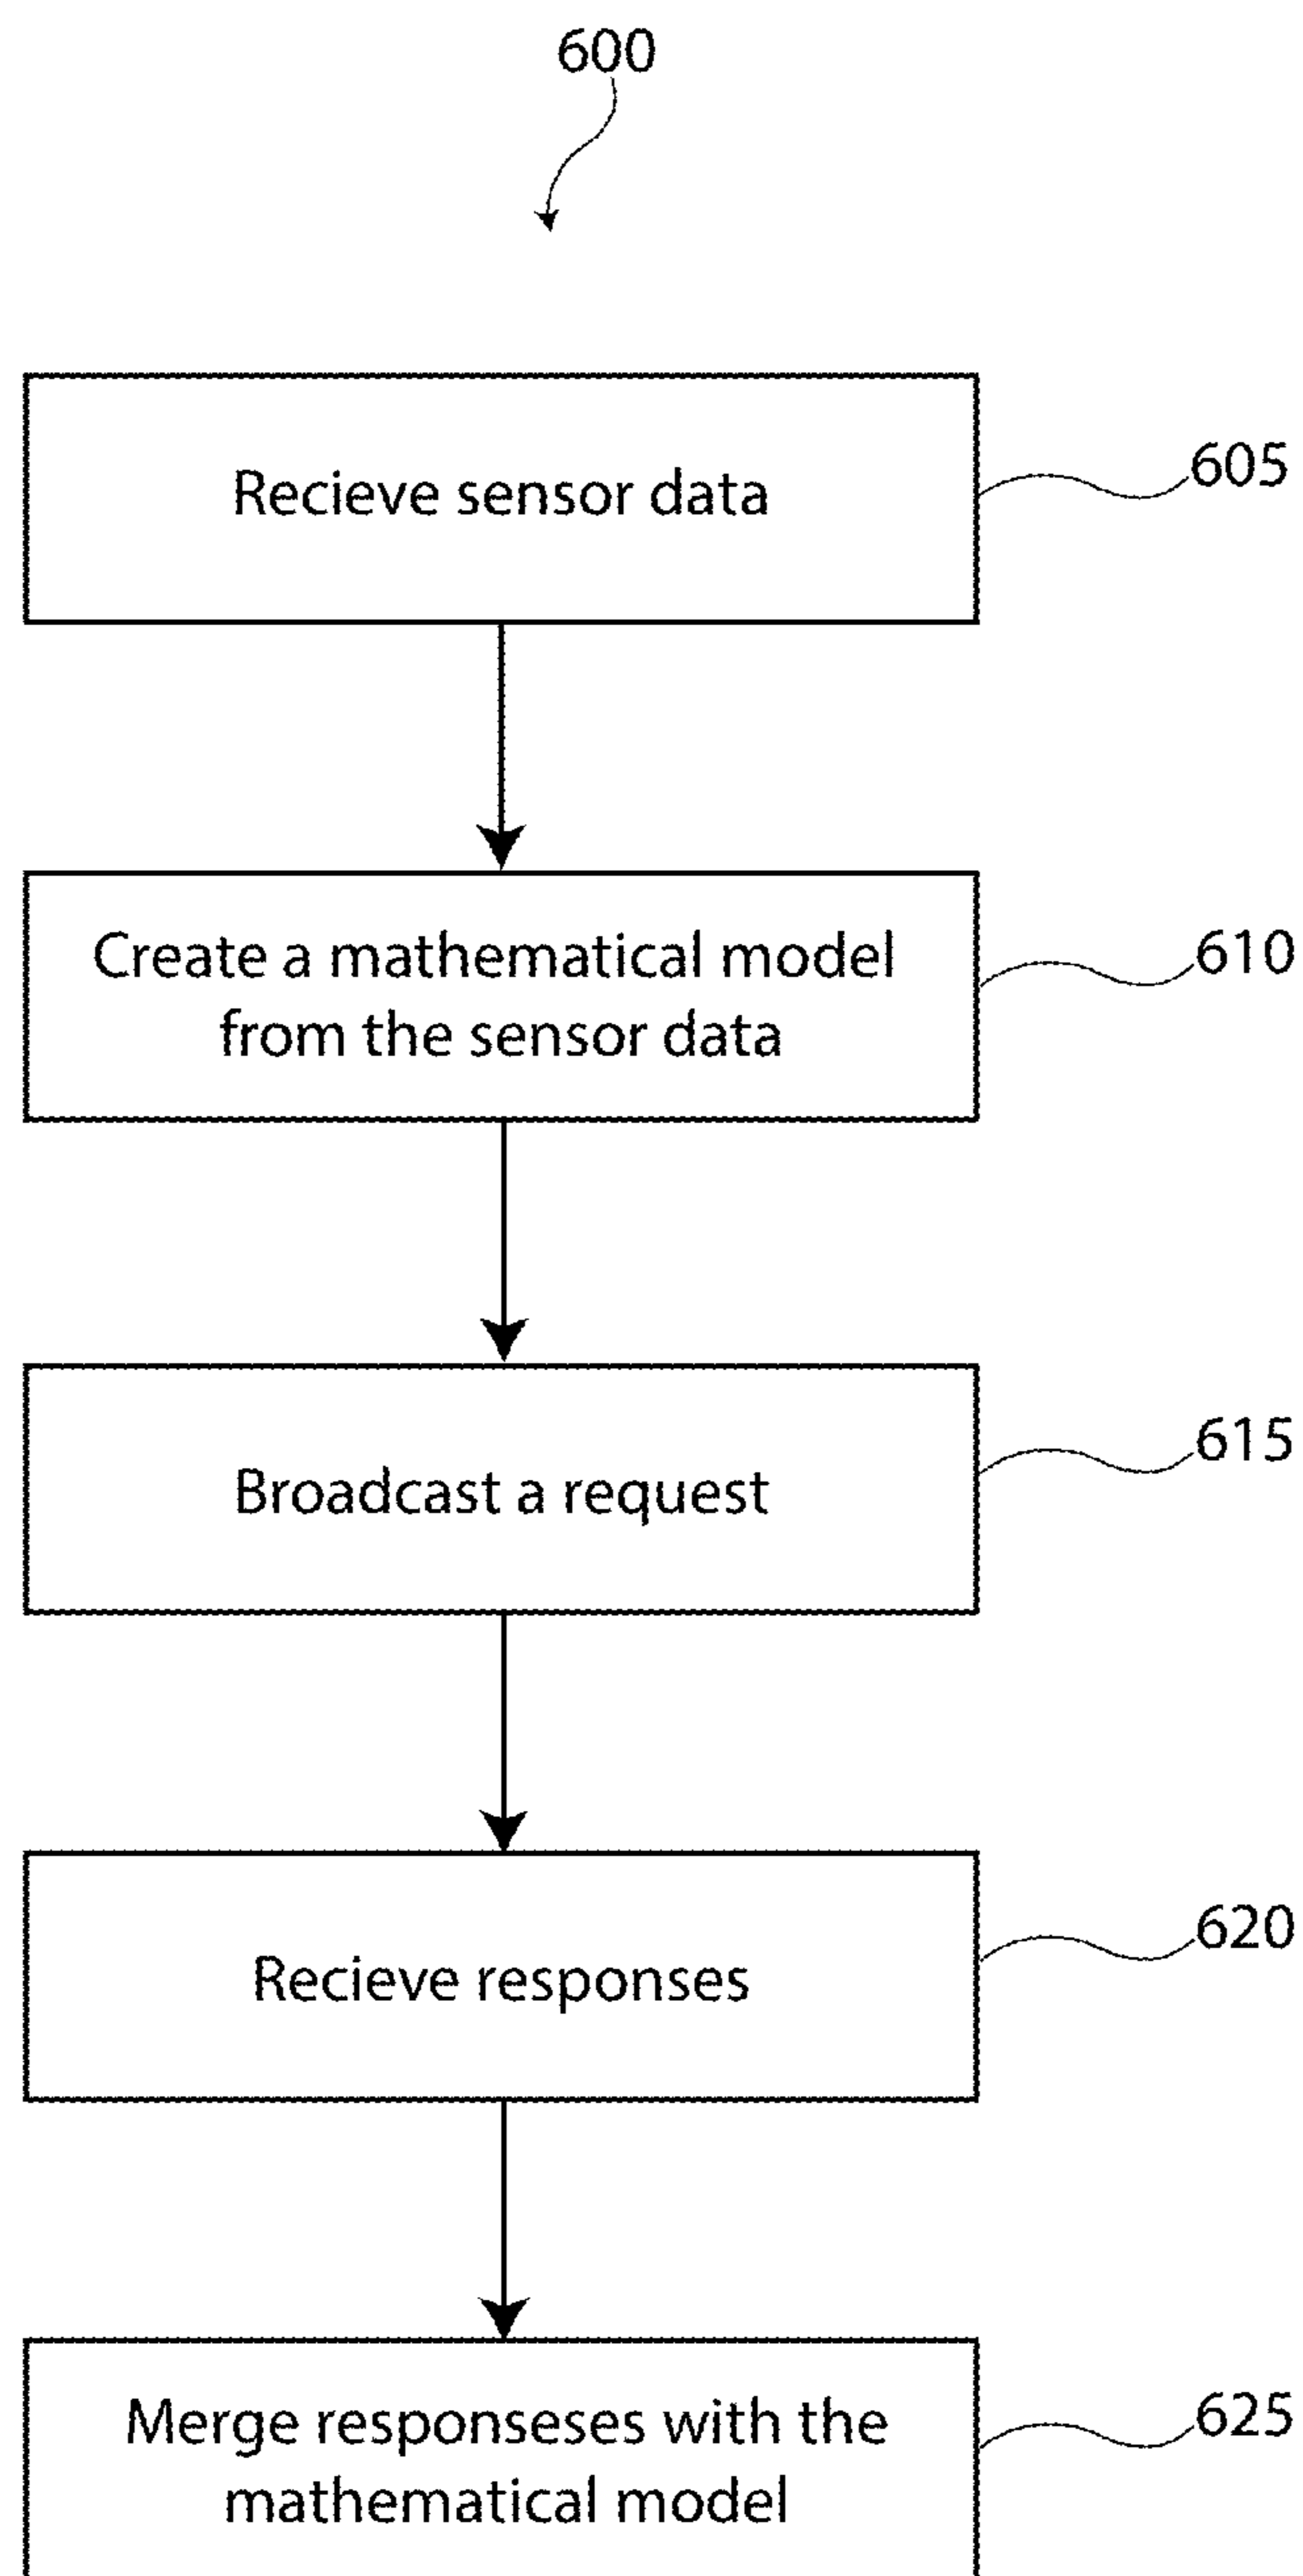 600
Recieve sensor data
605
Create a mathematical model
from the sensor data
610
Broadcast a request
615
Recieve responses
620
Merge responseses with the
mathematical model
625